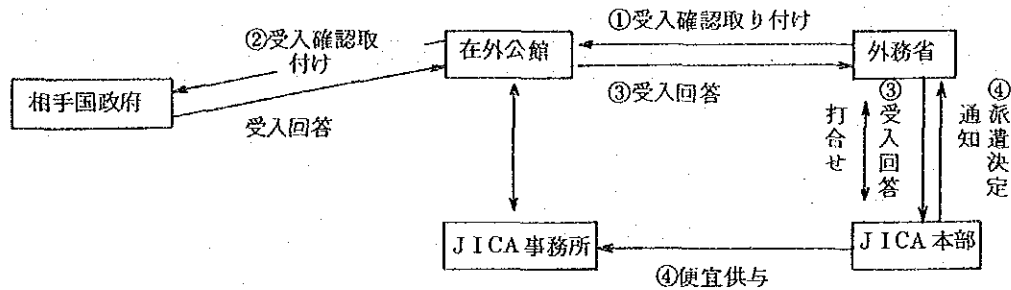 ①受入確認取り付け
②受入確認取
付け
在外公館
外務省
相手国政府
③受入回答
受入回答
打合せ
③受入回答
④派遣決定
通知
JICA事務所
JICA本部
④便宜供与